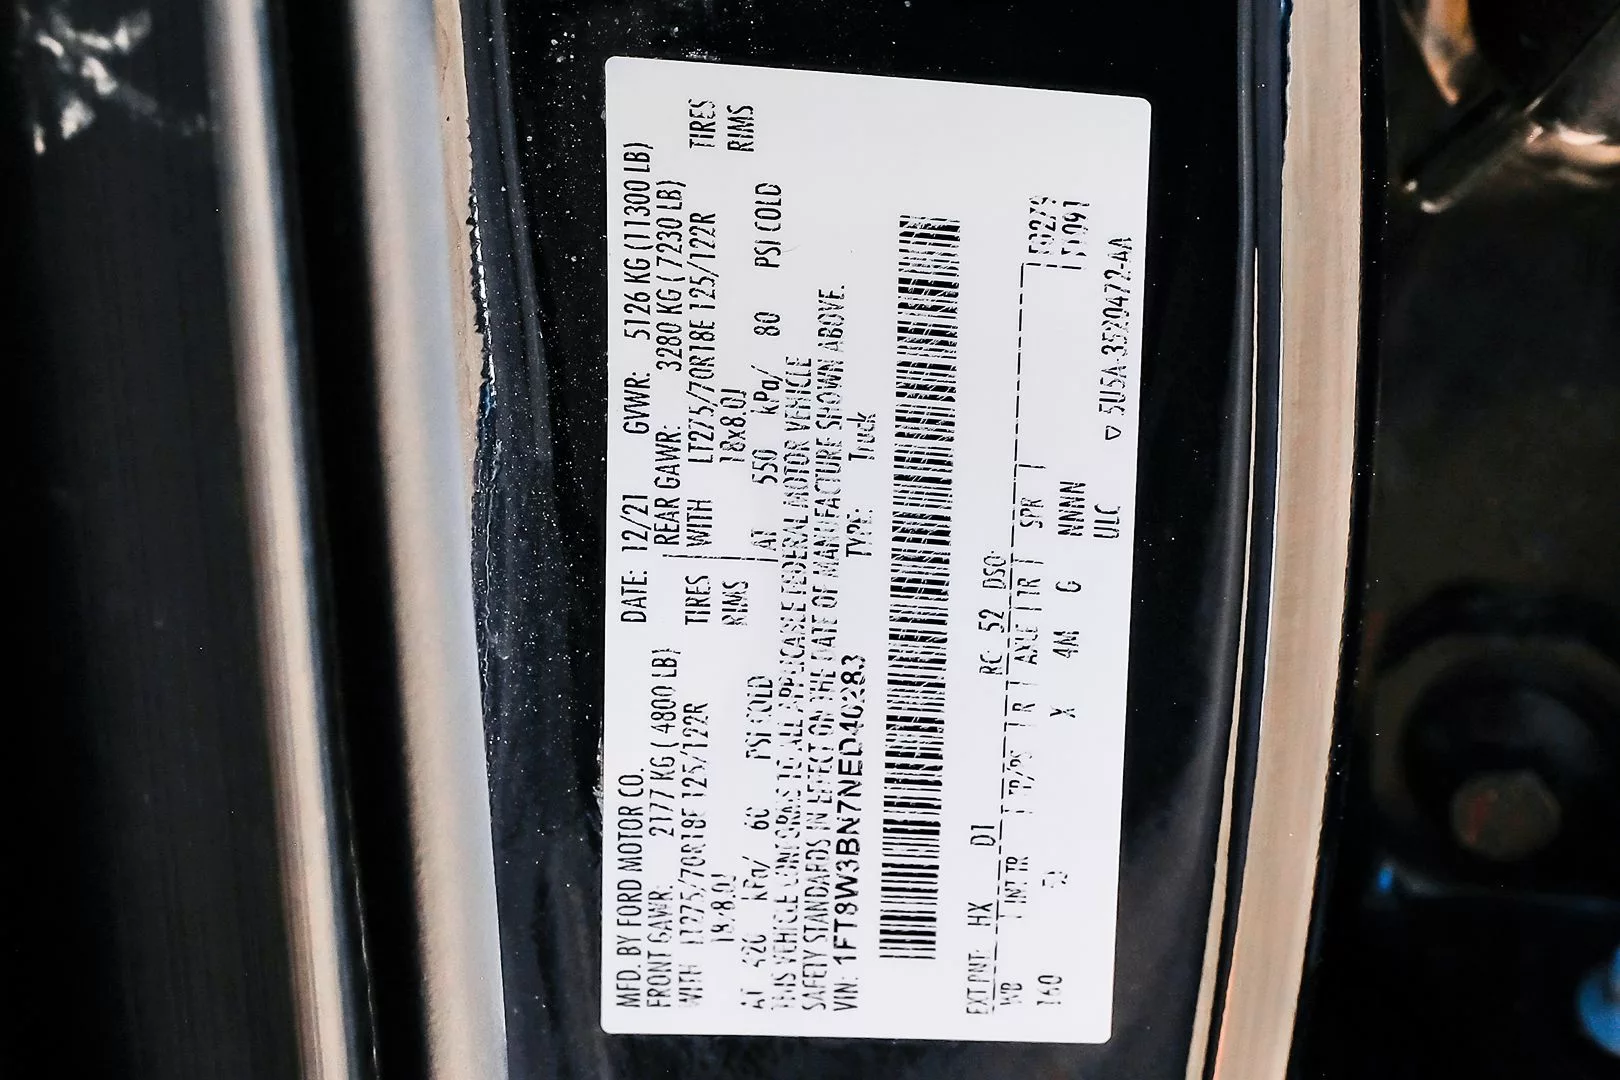 MFD. BY FORD MOTOR CO. DATE: 12/21 GVWR: 5126 KG (11300 LB)
FRONT GAWR: 2177 KG ( 4800 LB) REAR GAWR: 3280 KG ( 7230 LB)
WITH LT275/70R18E 125/122R TIRES WITH LT275/70R18E 125/122R TIRES
18x8.0J RIMS 18x8.0J RIMS
AT 420 kPa/ 60 PSI COLD AT 550 kPa/ 80 PSI COLD
THIS VEHICLE CONFORMS TO ALL APPLICABLE FEDERAL MOTOR VEHICLE
SAFETY STANDARDS IN EFFECT ON THE DATE OF MANUFACTURE SHOWN ABOVE.
VIN: 1FT8W3BN7NED40283 TYPE: Truck
EXT PNT: HX D1 RC: 52 DSO:
WB INT TR TP/PS R AXLE TR SPR
160 X 4M G NNNN
ULC
▽ 5U5A-3520472-AA